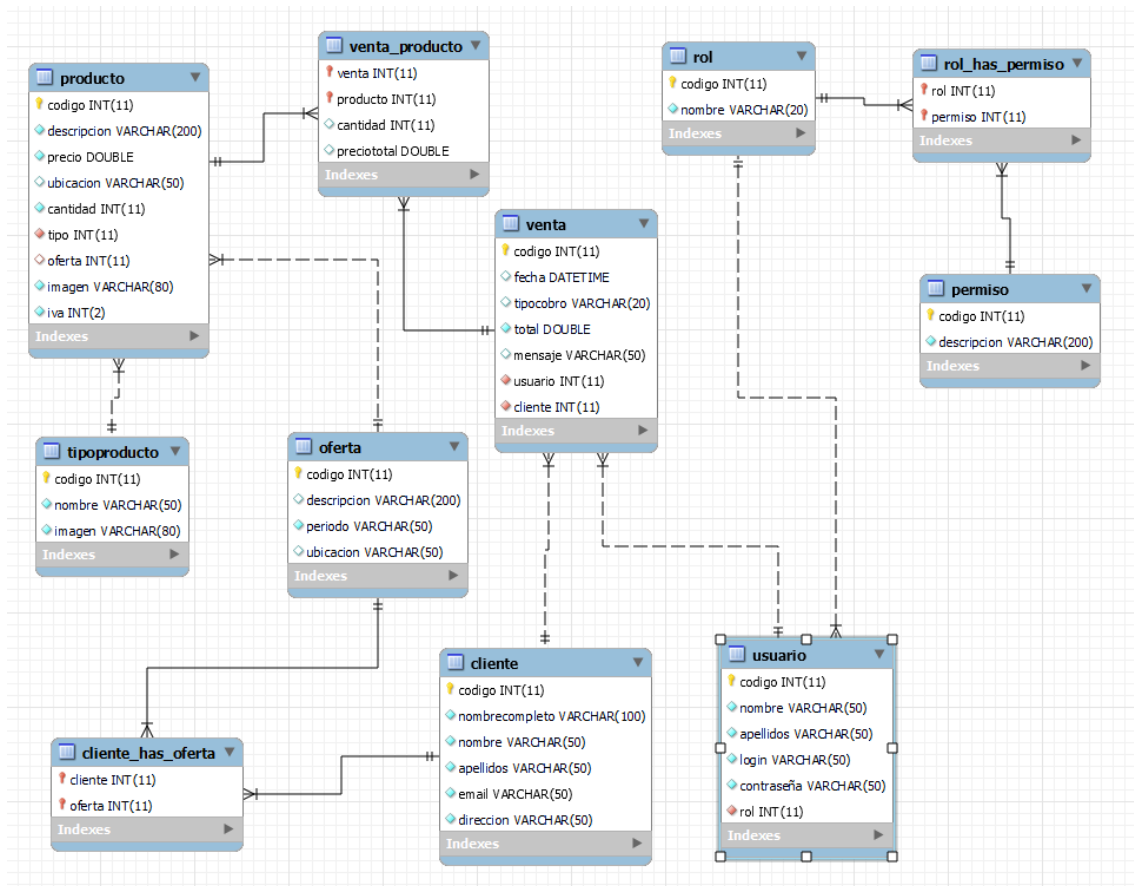 producto
codigo INT(11)
descripcion VARCHAR(200)
precio DOUBLE
ubicacion VARCHAR(50)
cantidad INT(11)
tipo INT(11)
oferta INT(11)
imagen VARCHAR(80)
iva INT(2)
Indexes
venta_producto
venta INT(11)
producto INT(11)
cantidad INT(11)
preciototal DOUBLE
Indexes
rol
codigo INT(11)
nombre VARCHAR(20)
Indexes
rol_has_permiso
rol INT(11)
permiso INT(11)
Indexes
venta
codigo INT(11)
fecha DATETIME
tipocobro VARCHAR(20)
total DOUBLE
mensaje VARCHAR(50)
usuario INT(11)
cliente INT(11)
Indexes
permiso
codigo INT(11)
descripcion VARCHAR(200)
Indexes
tipoproducto
codigo INT(11)
nombre VARCHAR(50)
imagen VARCHAR(80)
Indexes
oferta
codigo INT(11)
descripcion VARCHAR(200)
periodo VARCHAR(50)
ubicacion VARCHAR(50)
Indexes
cliente
codigo INT(11)
nombrecompleto VARCHAR(100)
nombre VARCHAR(50)
apellidos VARCHAR(50)
email VARCHAR(50)
direccion VARCHAR(50)
Indexes
usuario
codigo INT(11)
nombre VARCHAR(50)
apellidos VARCHAR(50)
login VARCHAR(50)
contraseña VARCHAR(50)
rol INT(11)
Indexes
cliente_has_oferta
cliente INT(11)
oferta INT(11)
Indexes